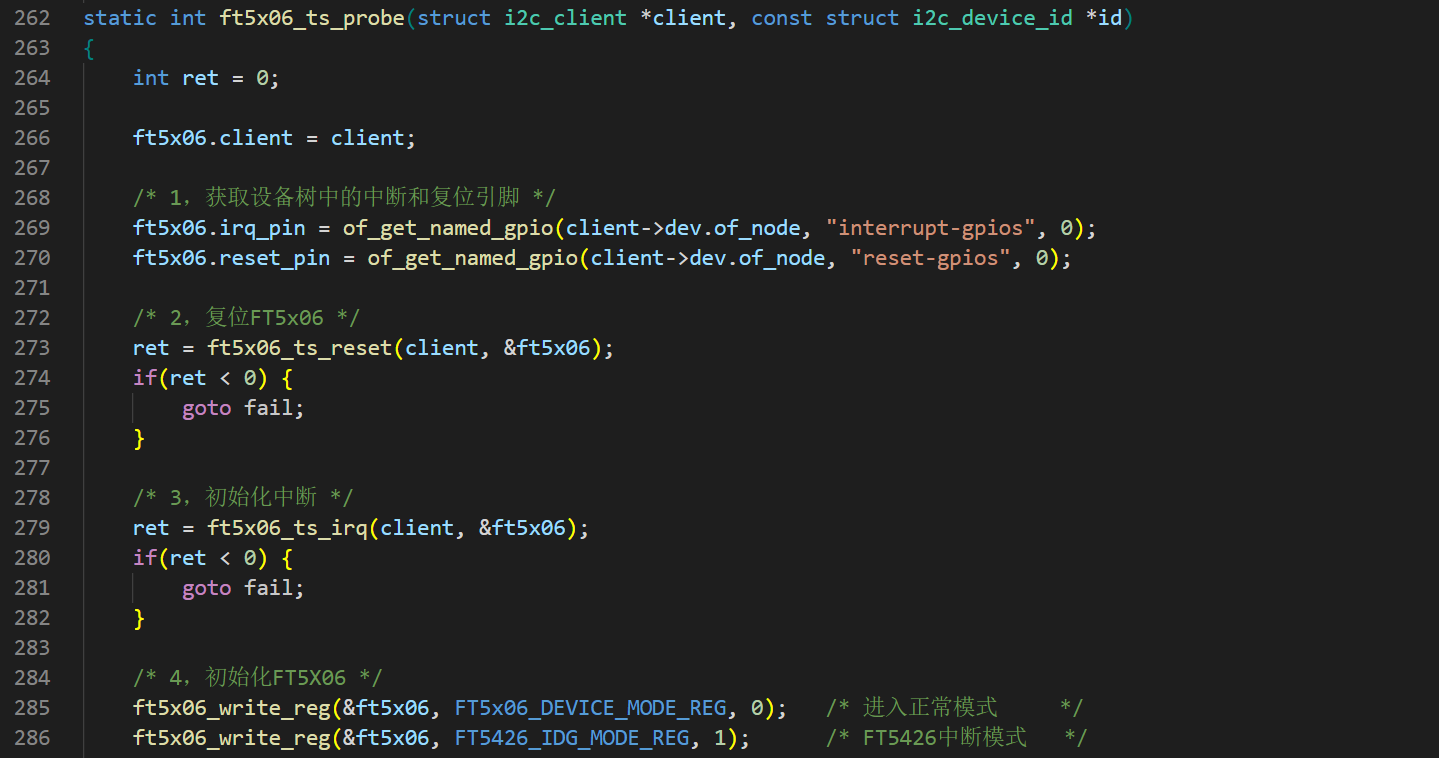 262 static int ft5x06_ts_probe(struct i2c_client *client, const struct i2c_device_id *id)
263 {
264     int ret = 0;
265
266     ft5x06.client = client;
267
268     /* 1，获取设备树中的中断和复位引脚 */
269     ft5x06.irq_pin = of_get_named_gpio(client->dev.of_node, "interrupt-gpios", 0);
270     ft5x06.reset_pin = of_get_named_gpio(client->dev.of_node, "reset-gpios", 0);
271
272     /* 2，复位FT5x06 */
273     ret = ft5x06_ts_reset(client, &ft5x06);
274     if(ret < 0) {
275         goto fail;
276     }
277
278     /* 3，初始化中断 */
279     ret = ft5x06_ts_irq(client, &ft5x06);
280     if(ret < 0) {
281         goto fail;
282     }
283
284     /* 4，初始化FT5X06 */
285     ft5x06_write_reg(&ft5x06, FT5x06_DEVICE_MODE_REG, 0);   /* 进入正常模式     */
286     ft5x06_write_reg(&ft5x06, FT5426_IDG_MODE_REG, 1);      /* FT5426中断模式   */